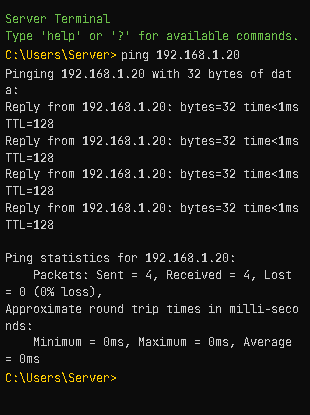 Server Terminal
Type 'help' or '?' for available commands.
C:\Users\Server> ping 192.168.1.20
Pinging 192.168.1.20 with 32 bytes of dat
a:
Reply from 192.168.1.20: bytes=32 time<1ms
TTL=128
Reply from 192.168.1.20: bytes=32 time<1ms
TTL=128
Reply from 192.168.1.20: bytes=32 time<1ms
TTL=128
Reply from 192.168.1.20: bytes=32 time<1ms
TTL=128

Ping statistics for 192.168.1.20:
    Packets: Sent = 4, Received = 4, Lost
= 0 (0% loss),
Approximate round trip times in milli-seco
nds:
    Minimum = 0ms, Maximum = 0ms, Average
= 0ms
C:\Users\Server>